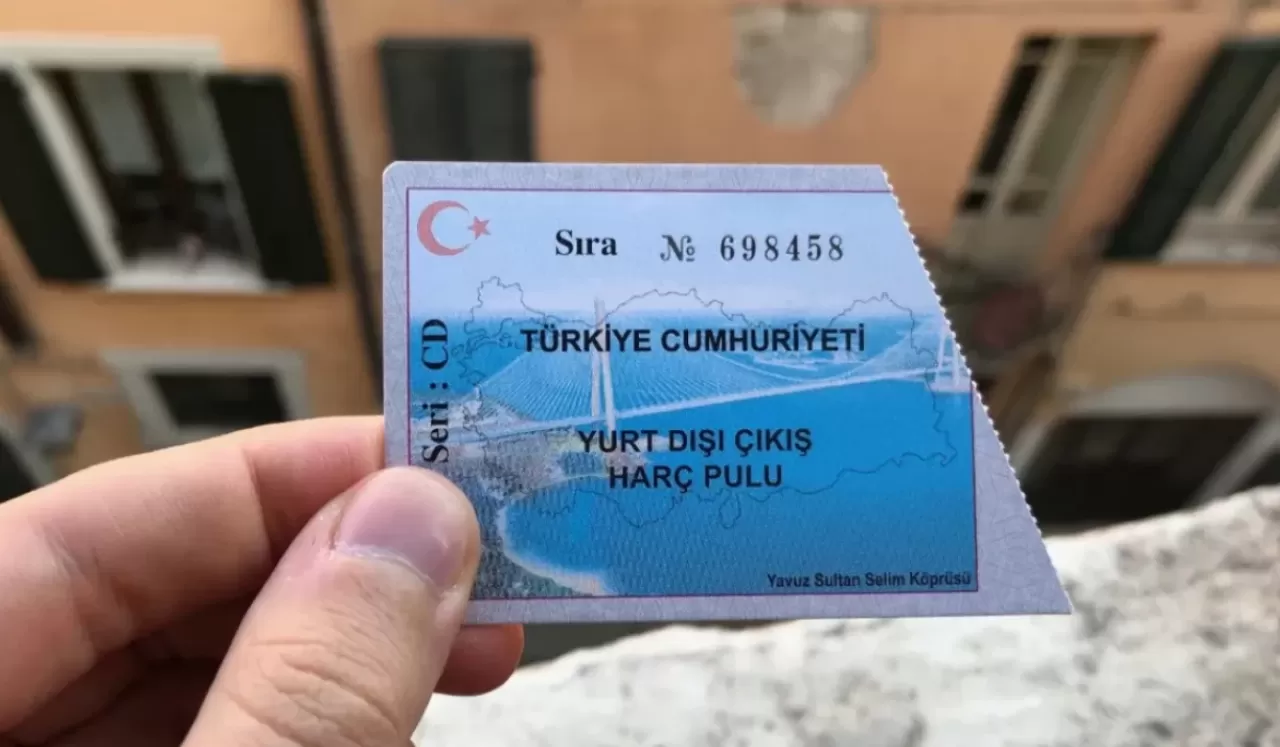 Sıra № 698458
Seri : CD
TÜRKİYE CUMHURİYETİ
YURT DIŞI ÇIKIŞ
HARÇ PULU
Yavuz Sultan Selim Köprüsü